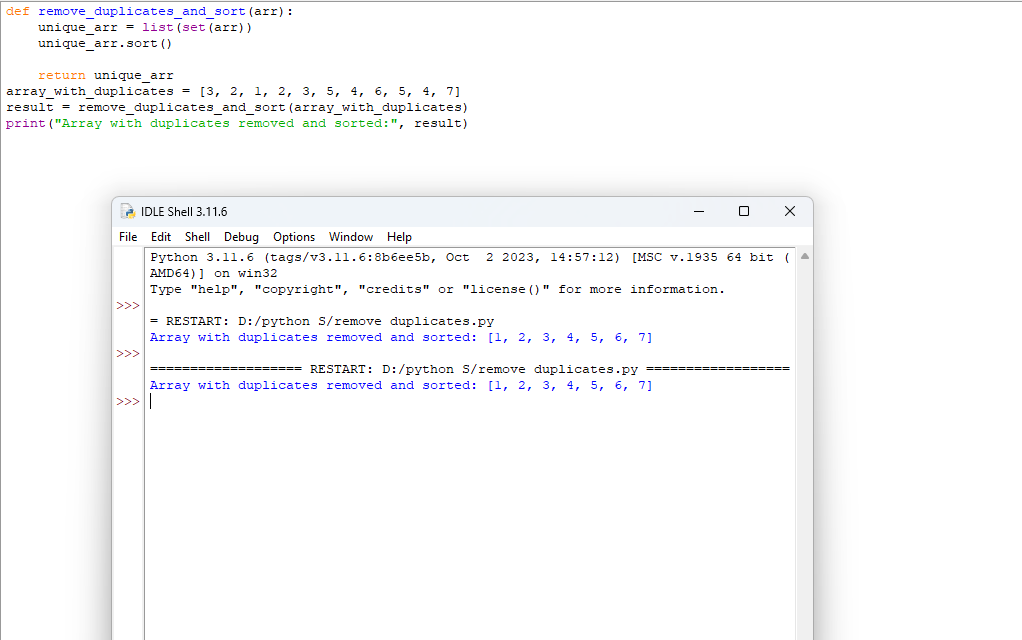 def remove_duplicates_and_sort(arr):
    unique_arr = list(set(arr))
    unique_arr.sort()
    return unique_arr
array_with_duplicates = [3, 2, 1, 2, 3, 5, 4, 6, 5, 4, 7]
result = remove_duplicates_and_sort(array_with_duplicates)
print("Array with duplicates removed and sorted:", result)
IDLE Shell 3.11.6
File Edit Shell Debug Options Window Help
Python 3.11.6 (tags/v3.11.6:8b6ee5b, Oct  2 2023, 14:57:12) [MSC v.1935 64 bit (
AMD64)] on win32
Type "help", "copyright", "credits" or "license()" for more information.
>>>
= RESTART: D:/python S/remove duplicates.py
Array with duplicates removed and sorted: [1, 2, 3, 4, 5, 6, 7]
>>>
=================== RESTART: D:/python S/remove duplicates.py ==================
Array with duplicates removed and sorted: [1, 2, 3, 4, 5, 6, 7]
>>>